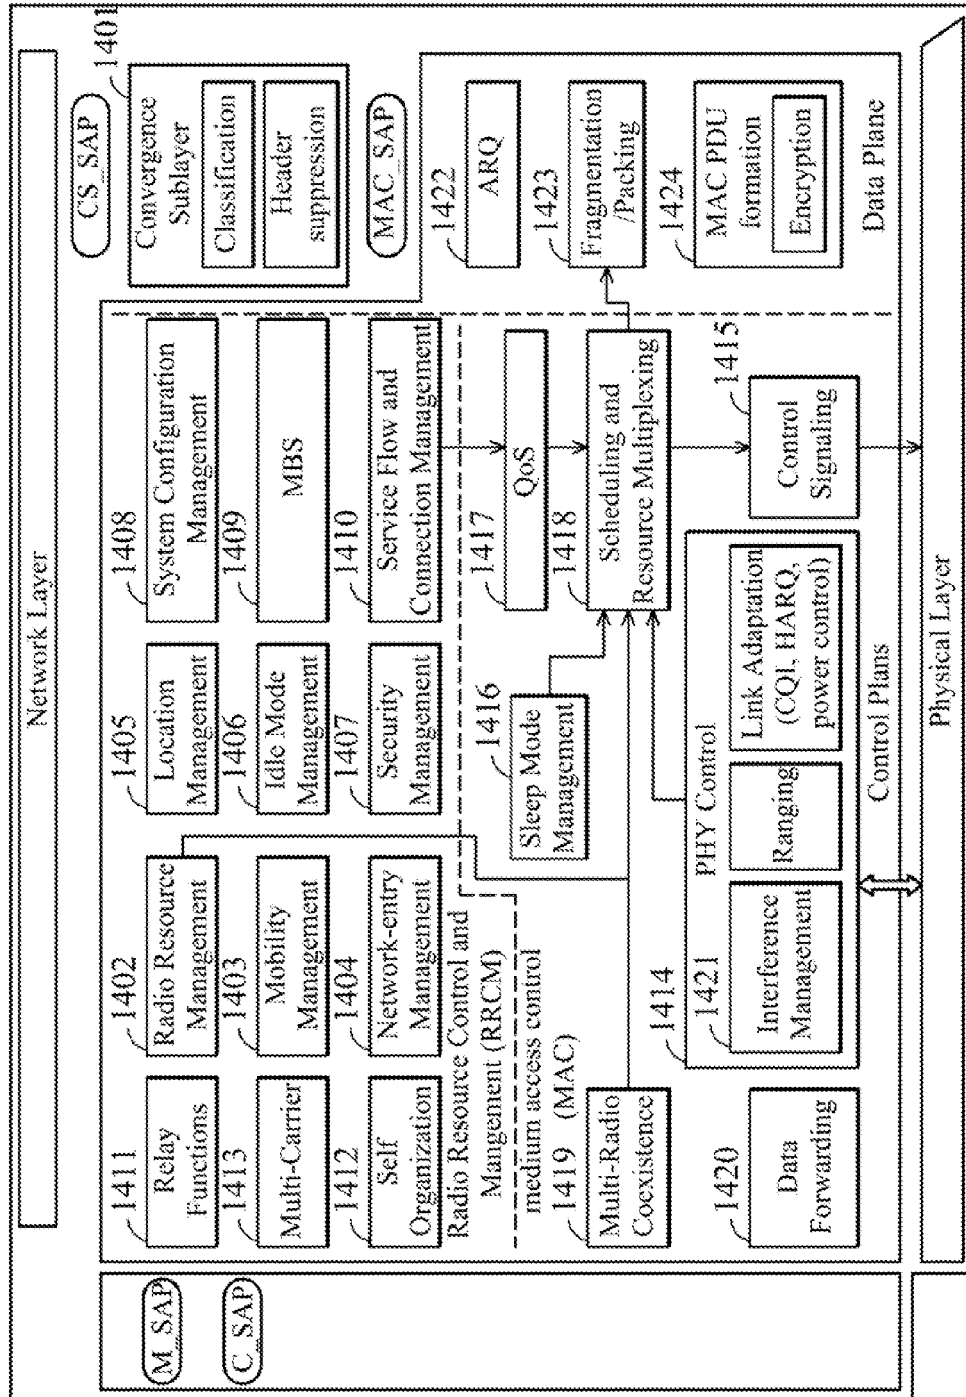 Network Layer
CS_SAP
1401
Convergence
Sublayer
Classification
Header
suppression
MAC_SAP
M_SAP
C_SAP
1411
Relay
Functions
1413
Multi-Carrier
1412
Self
Organization
1402
Radio Resource
Management
1403
Mobility
Management
1404
Network-entry
Management
1405
Location
Management
1406
Idle Mode
Management
1407
Security
Management
1408
System Configuration
Management
1409
MBS
1410
Service Flow and
Connection Management
Radio Resource Control and
Mangement (RRCM)
medium access control
(MAC)
1419
Multi-Radio
Coexistence
1416
Sleep Mode
Management
1417
QoS
1418
Scheduling and
Resource Multiplexing
1422
ARQ
1423
Fragmentation
/Packing
1424
MAC PDU
formation
Encryption
Data Plane
1420
Data
Forwarding
1414
PHY Control
1421
Interference
Management
Ranging
Link Adaptation
(CQI, HARQ,
power control)
1415
Control
Signaling
Control Plans
Physical Layer